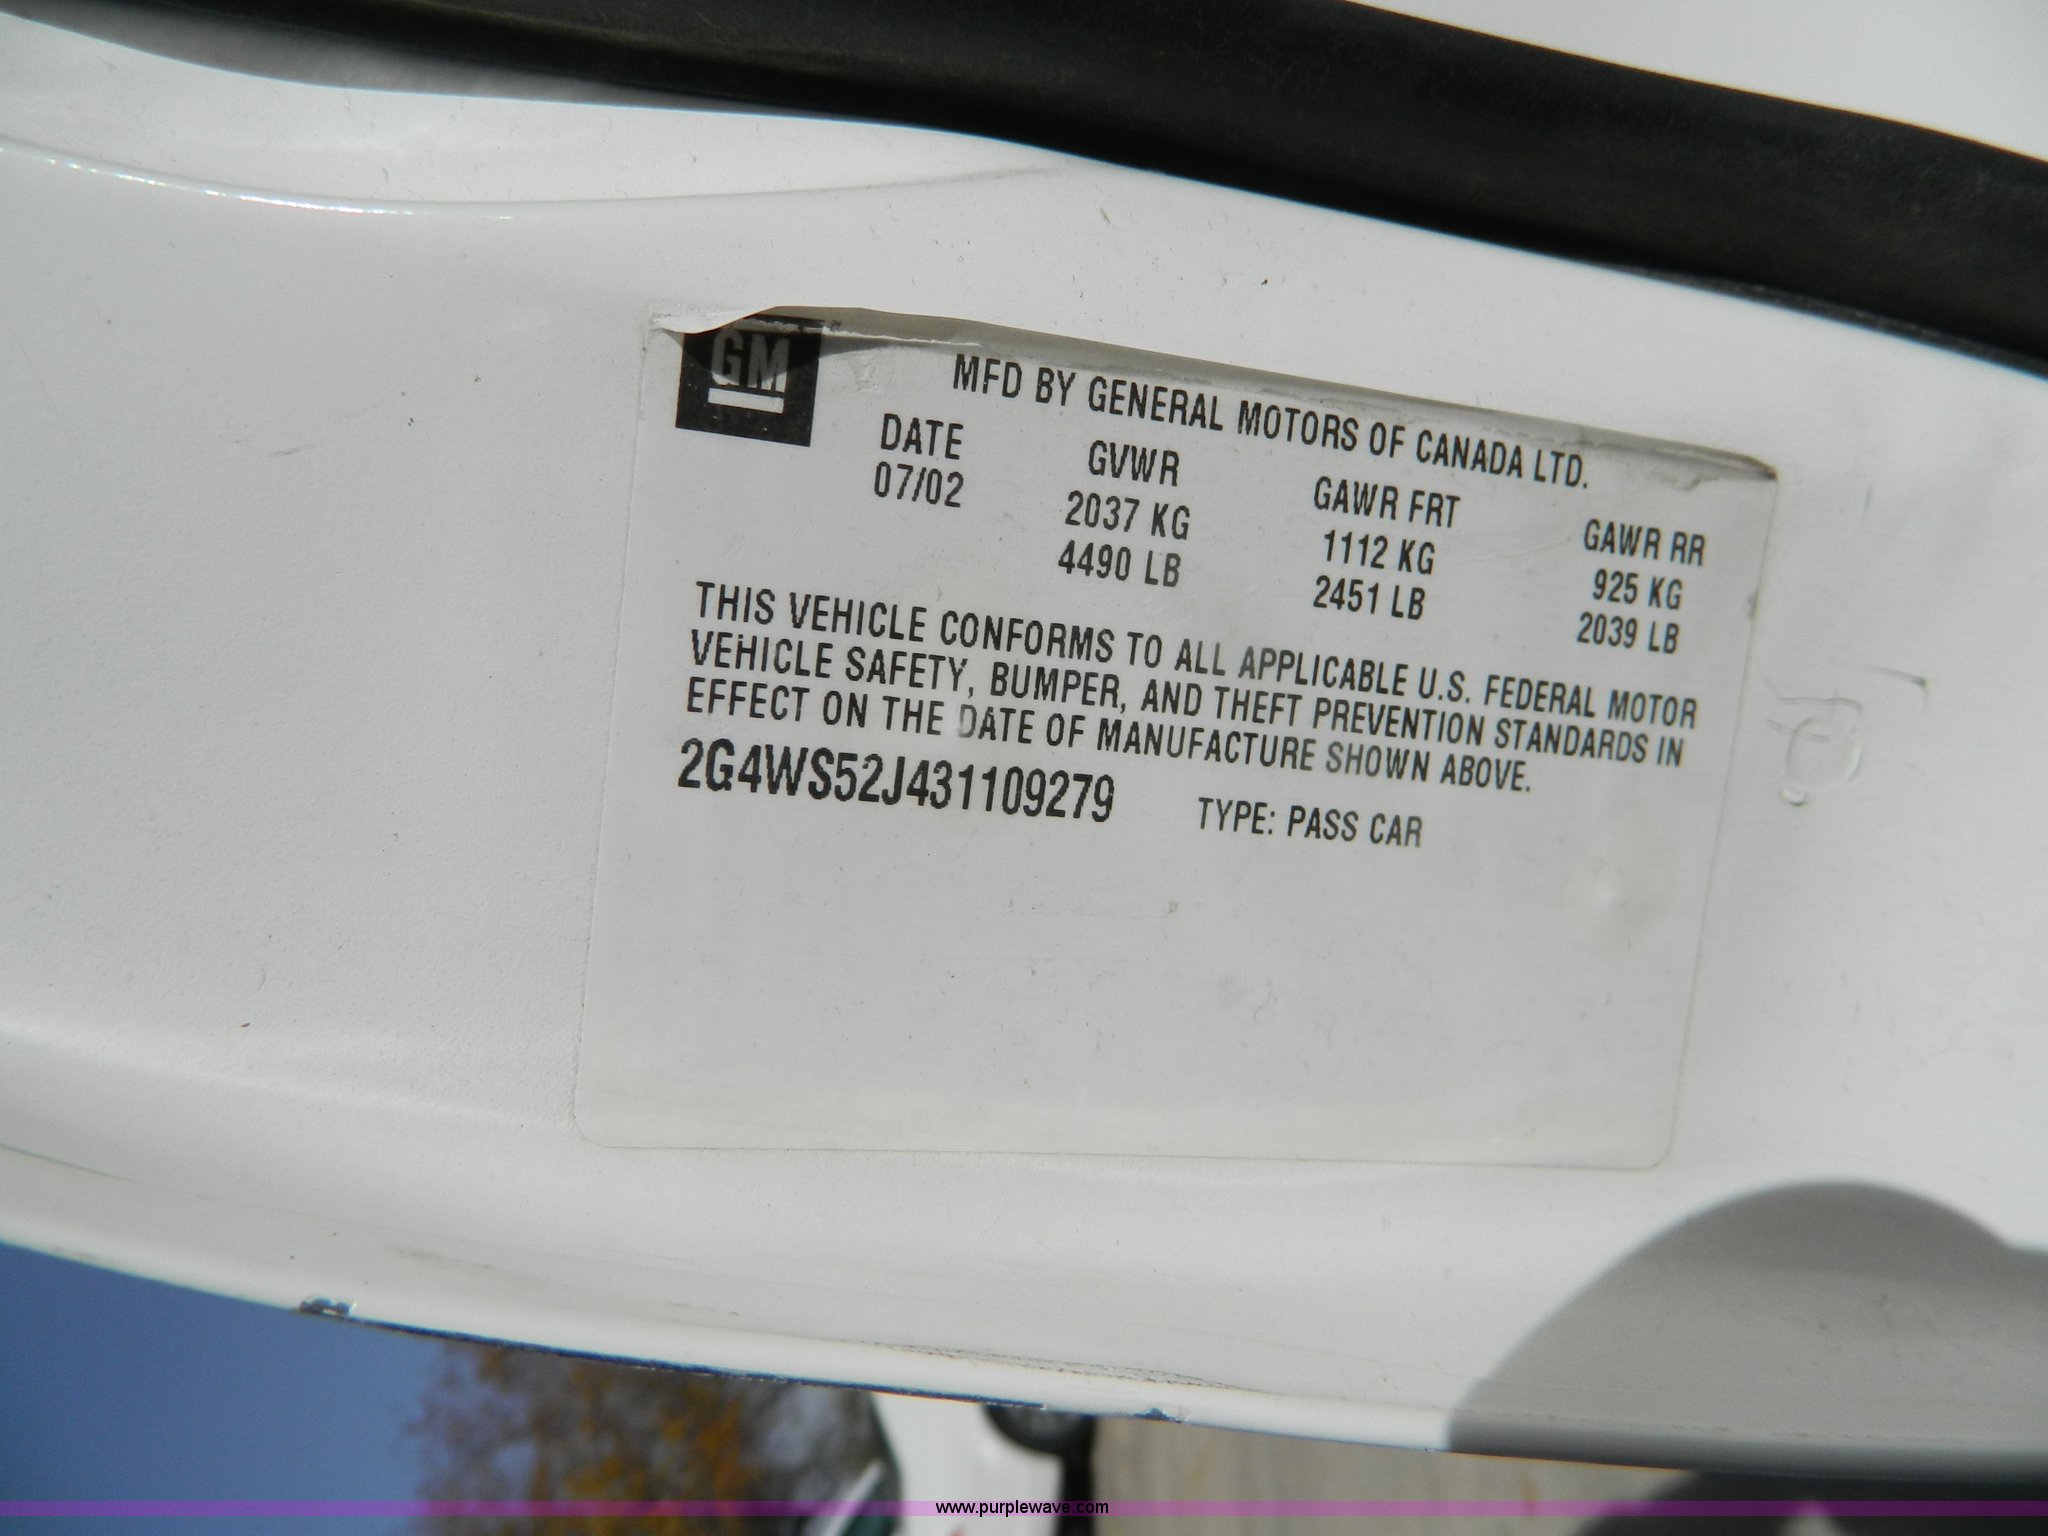 GM
MFD BY GENERAL MOTORS OF CANADA LTD.
DATE GVWR GAWR FRT GAWR RR
07/02 2037 KG 1112 KG 925 KG
4490 LB 2451 LB 2039 LB
THIS VEHICLE CONFORMS TO ALL APPLICABLE U.S. FEDERAL MOTOR
VEHICLE SAFETY, BUMPER, AND THEFT PREVENTION STANDARDS IN
EFFECT ON THE DATE OF MANUFACTURE SHOWN ABOVE.
2G4WS52J431109279 TYPE: PASS CAR
www.purplewave.com